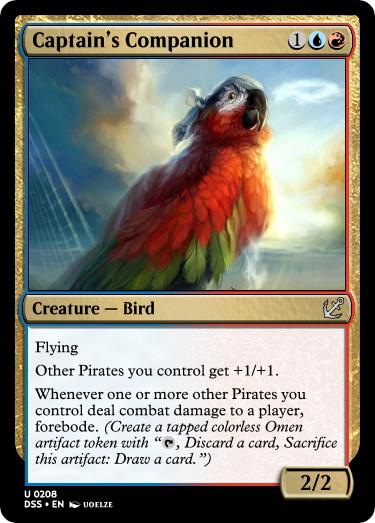 Captain's Companion 1
Creature — Bird
Flying
Other Pirates you control get +1/+1.
Whenever one or more other Pirates you
control deal combat damage to a player,
forebode. (Create a tapped colorless Omen
artifact token with “, Discard a card, Sacrifice
this artifact: Draw a card.”)
2/2
U 0208
DSS • EN UOELZE